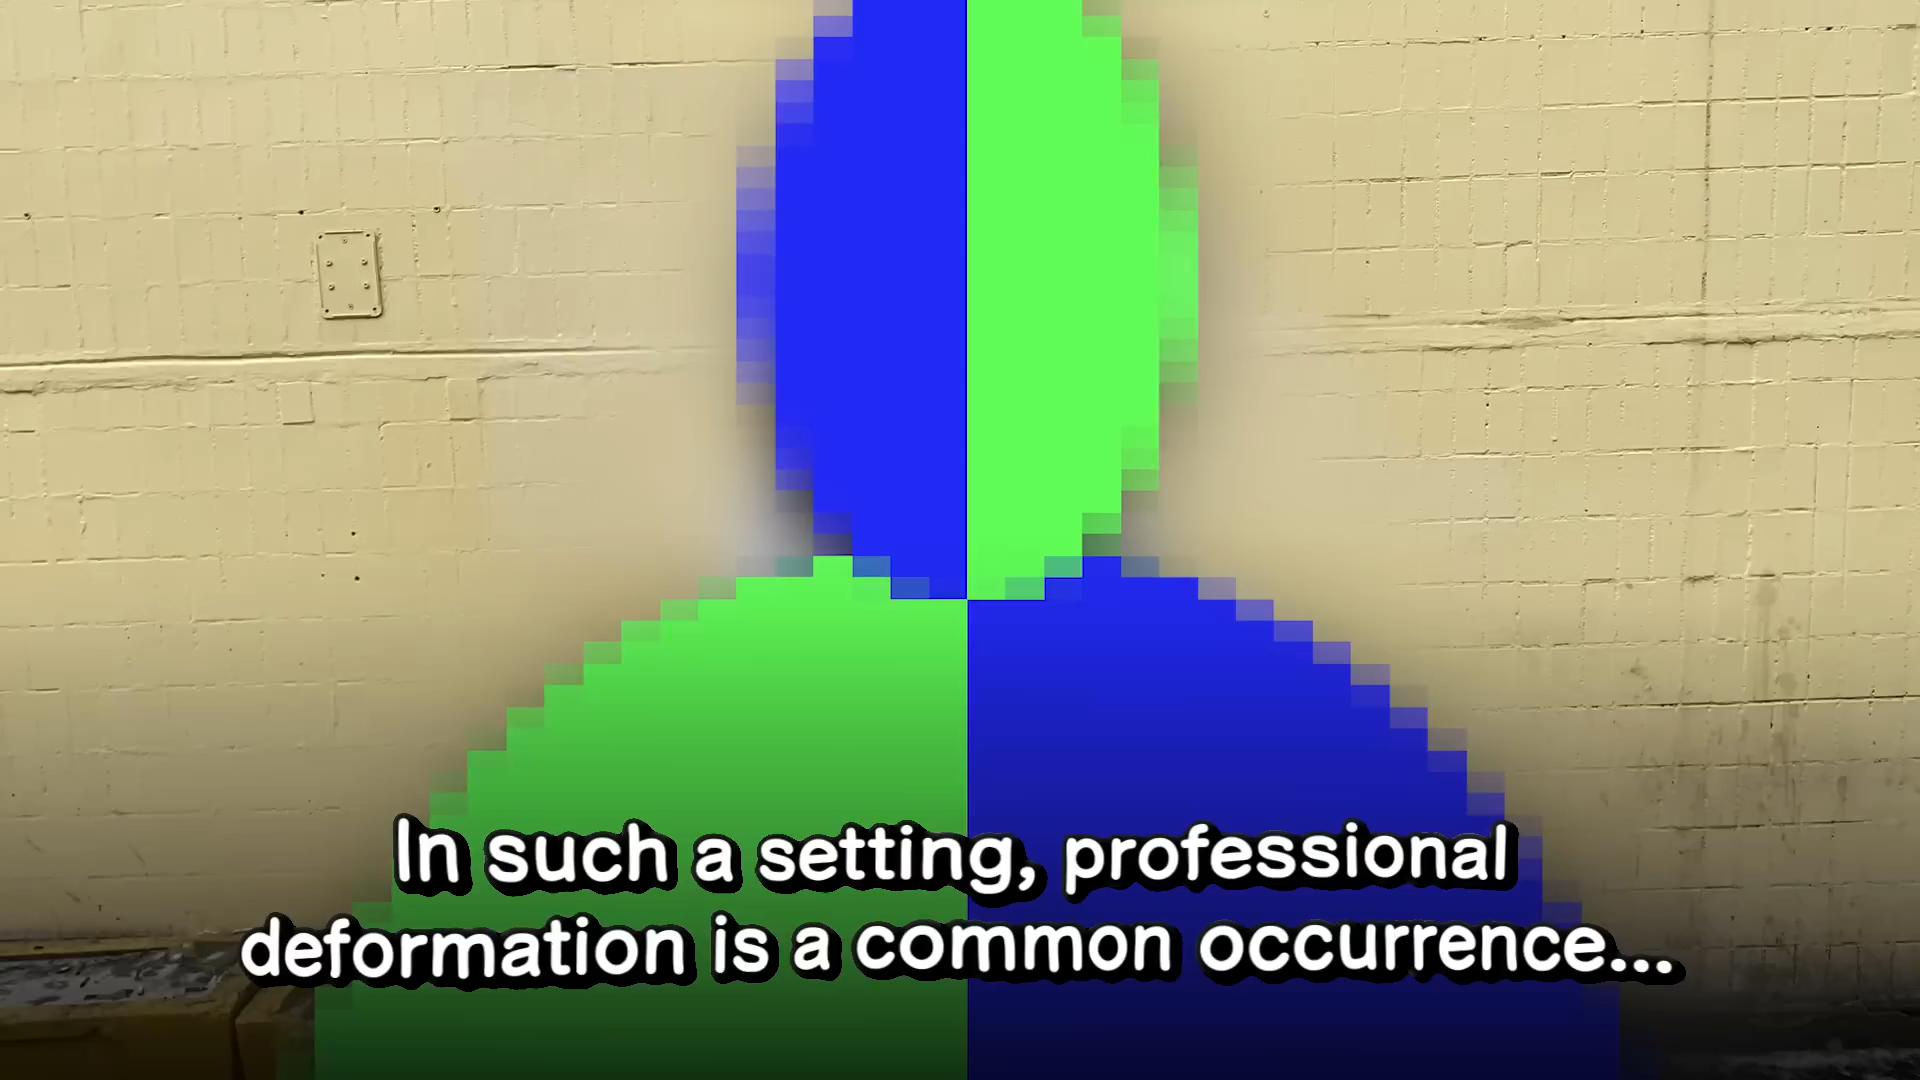 In such a setting, professional
deformation is a common occurrence...